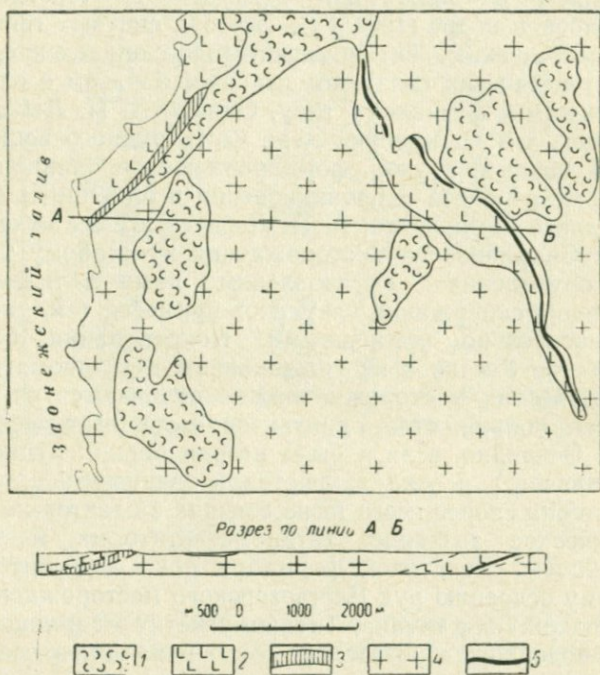 Заонежский залив
А
Б
Разрез по линии А Б
м 500 0 1000 2000 м
1 2 3 4 5